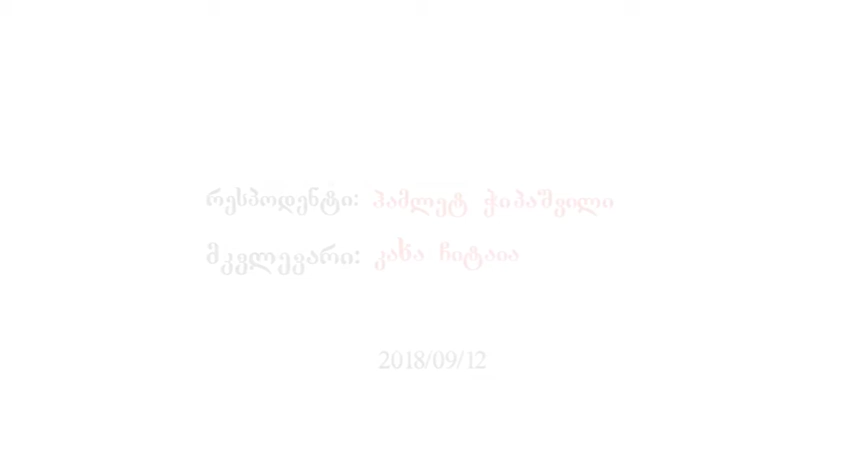 რესპოდენტი: ჰამლეტ ჭიპაშვილი
მკვლევარი: კახა ჩიტაია
2018/09/12